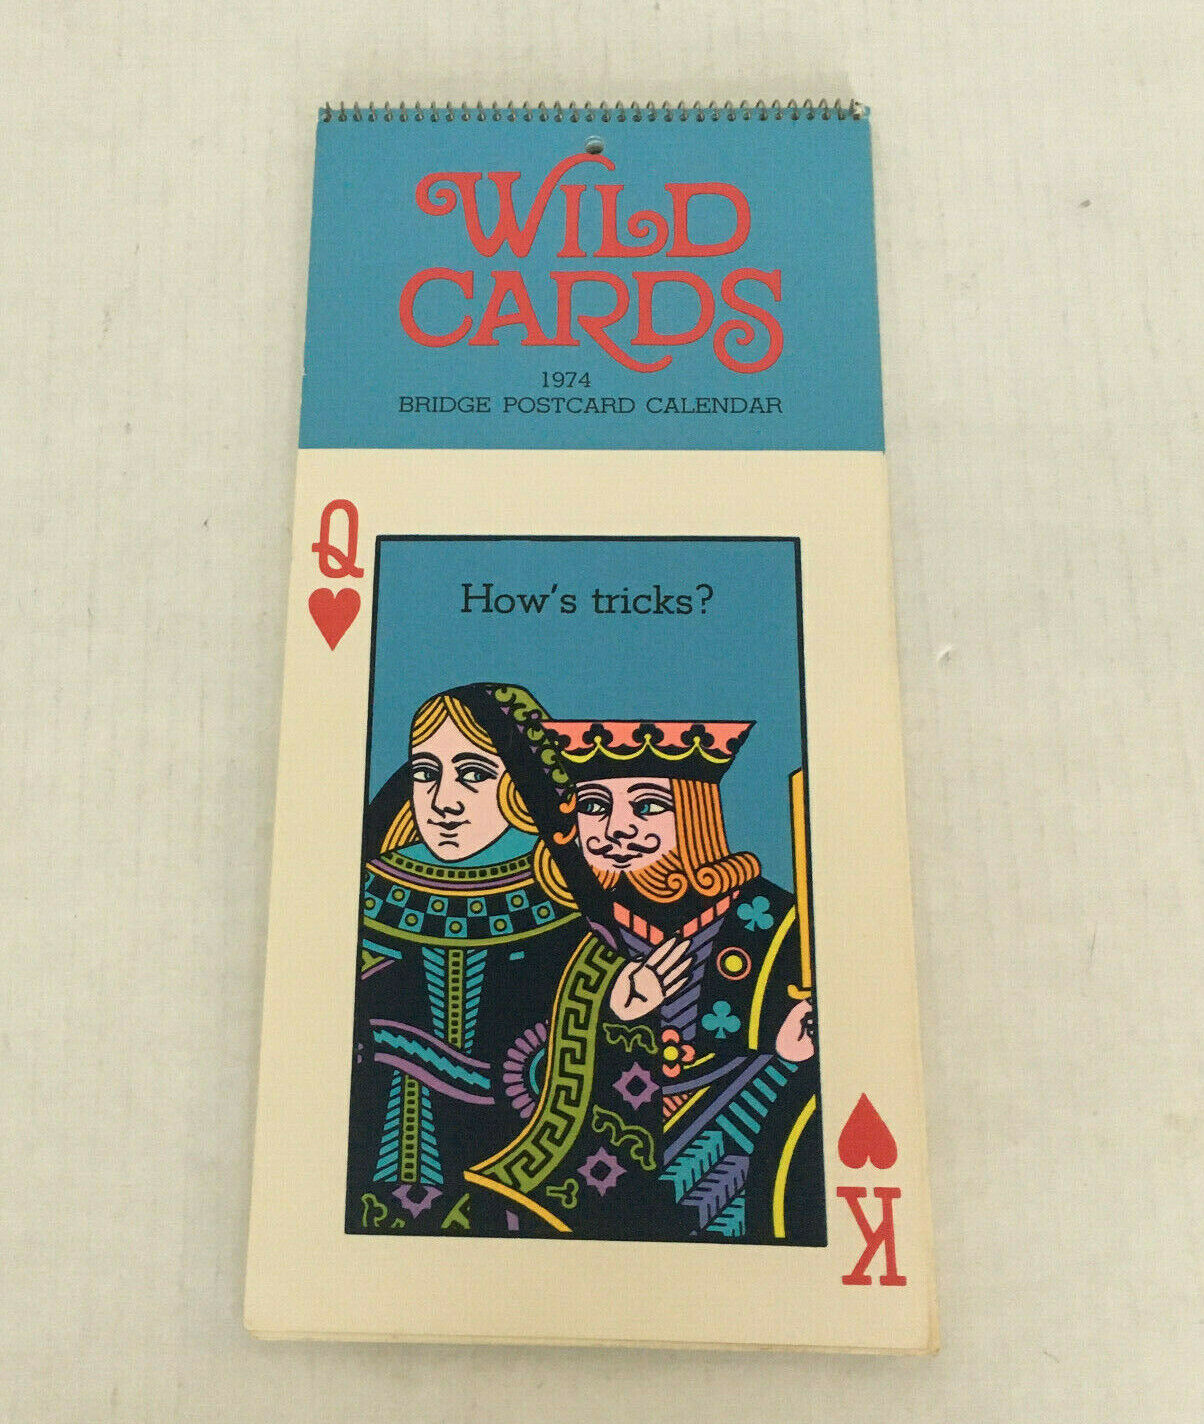 WILD
CARDS
1974
BRIDGE POSTCARD CALENDAR
Q
How's tricks?
K